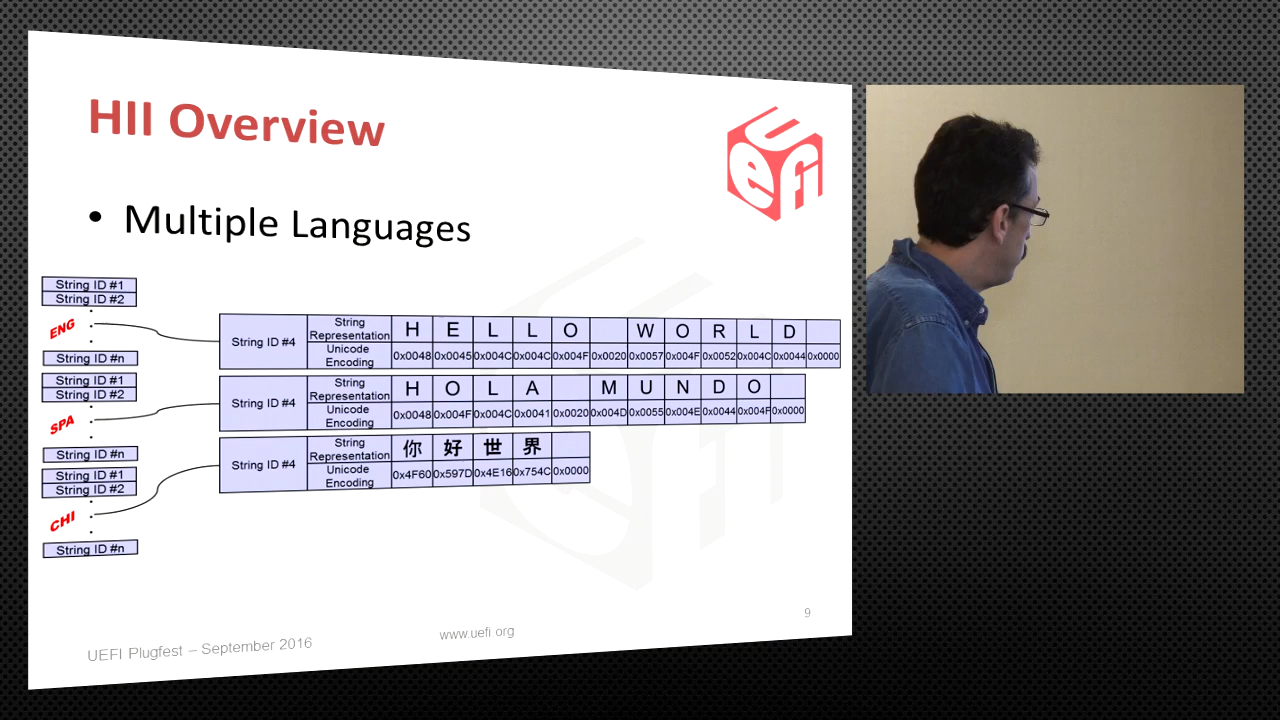 HII Overview
uefi
• Multiple Languages
String ID #1
String ID #2
ENG
String ID #n
String ID #4
String Representation
H E L L O W O R L D
Unicode Encoding
0x0048 0x0045 0x004C 0x004C 0x004F 0x0020 0x0057 0x004F 0x0052 0x004C 0x0044 0x0000
String ID #1
String ID #2
SPA
String ID #n
String ID #4
String Representation
H O L A M U N D O
Unicode Encoding
0x0048 0x004F 0x004C 0x0041 0x0020 0x004D 0x0055 0x004E 0x0044 0x004F 0x0000
String ID #1
String ID #2
CHI
String ID #n
String ID #4
String Representation
你 好 世 界
Unicode Encoding
0x4F60 0x597D 0x4E16 0x754C 0x0000
9
UEFI Plugfest – September 2016
www.uefi.org